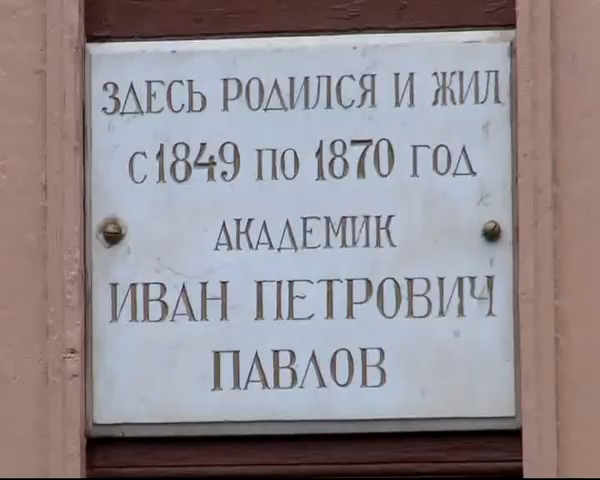 ЗДЕСЬ РОДИЛСЯ И ЖИЛ
С 1849 ПО 1870 ГОД
АКАДЕМИК
ИВАН ПЕТРОВИЧ
ПАВЛОВ